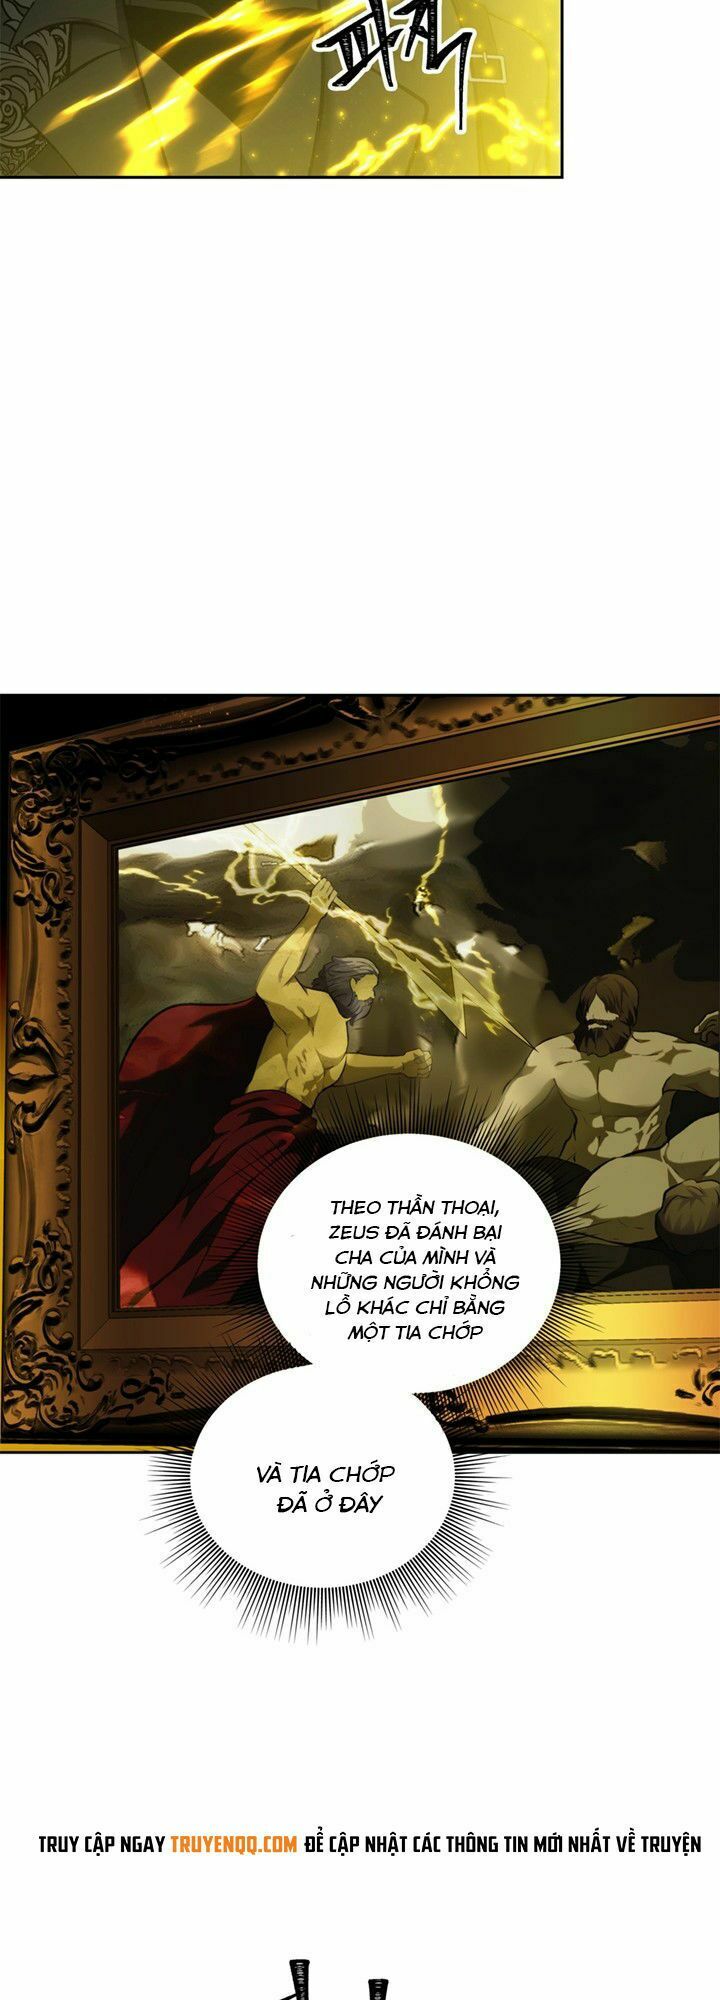 파직
THEO THẦN THOẠI,
ZEUS ĐÃ ĐÁNH BẠI
CHA CỦA MÌNH VÀ
NHỮNG NGƯỜI KHỔNG
LỒ KHÁC CHỈ BẰNG
MỘT TIA CHỚP
VÀ TIA CHỚP
ĐÃ Ở ĐÂY
TRUY CẬP NGAY TRUYENQQ.COM ĐỂ CẬP NHẬT CÁC THÔNG TIN MỚI NHẤT VỀ TRUYỆN